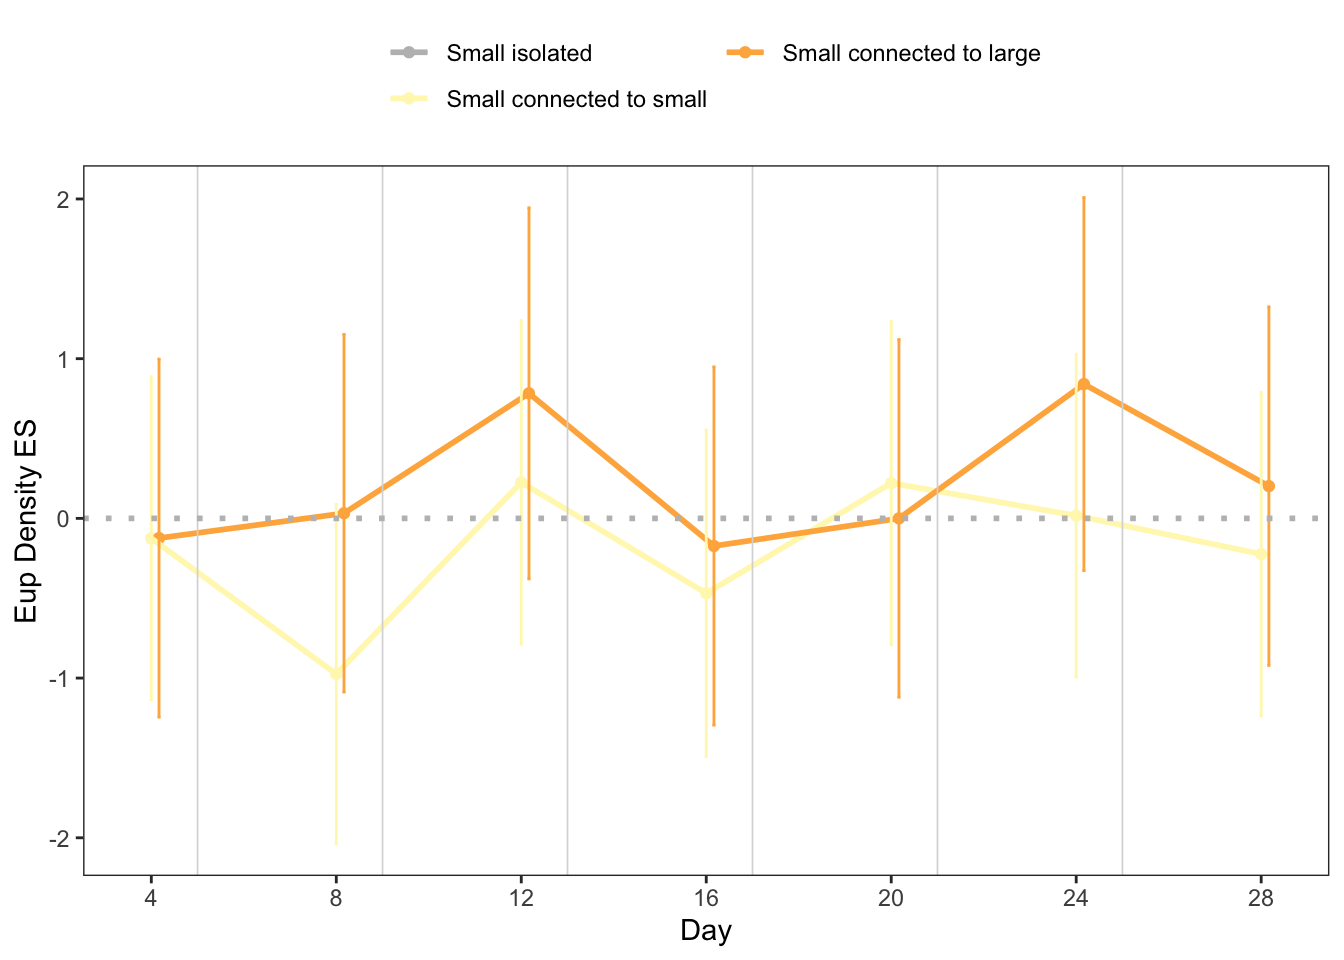 Small isolated
Small connected to large
Small connected to small
2
1
0
-1
-2
Eup Density ES
4 8 12 16 20 24 28
Day